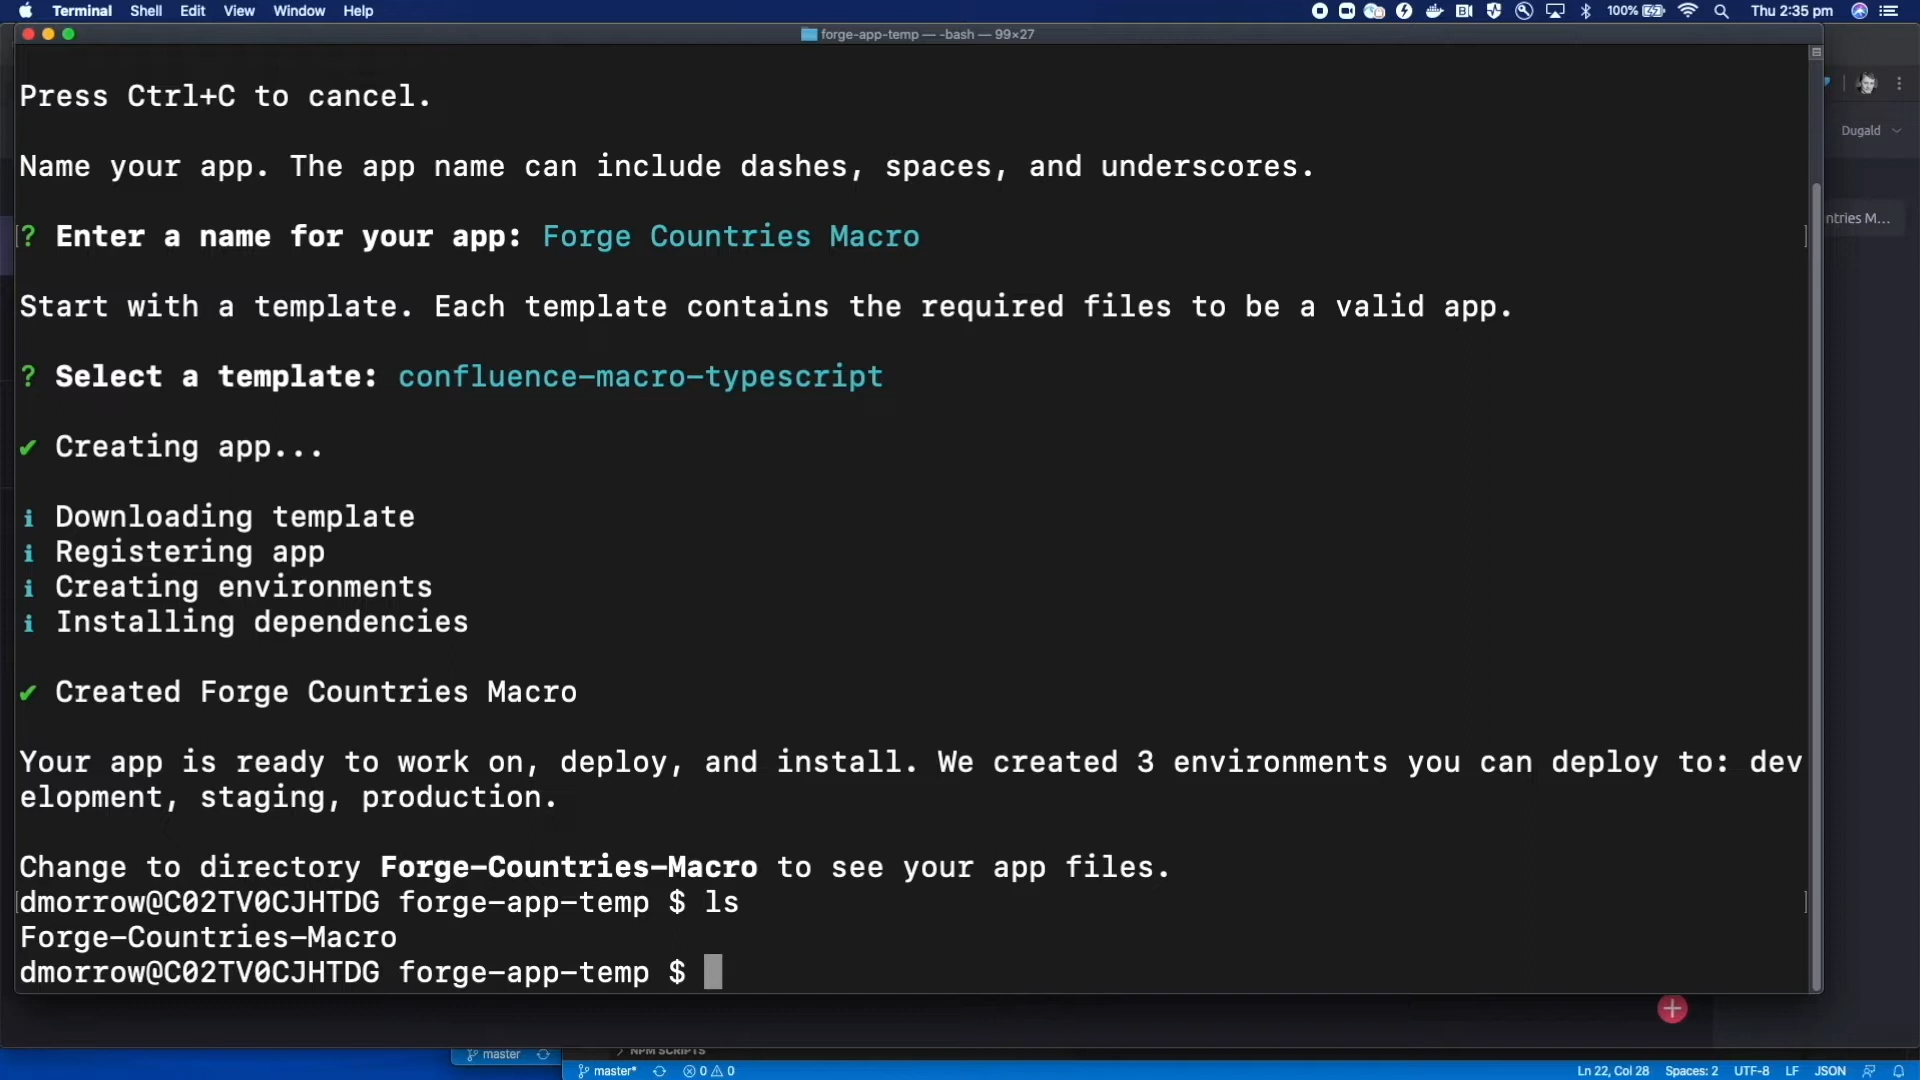 Terminal Shell Edit View Window Help 100% Thu 2:35 pm
forge-app-temp — -bash — 99×27
Press Ctrl+C to cancel.
Dugald
Name your app. The app name can include dashes, spaces, and underscores.
ntries M...
? Enter a name for your app: Forge Countries Macro
Start with a template. Each template contains the required files to be a valid app.
? Select a template: confluence-macro-typescript
✔ Creating app...
ℹ Downloading template
ℹ Registering app
ℹ Creating environments
ℹ Installing dependencies
✔ Created Forge Countries Macro
Your app is ready to work on, deploy, and install. We created 3 environments you can deploy to: dev
elopment, staging, production.
Change to directory Forge-Countries-Macro to see your app files.
dmorrow@C02TV0CJHTDG forge-app-temp $ ls
Forge-Countries-Macro
dmorrow@C02TV0CJHTDG forge-app-temp $
master NPM SCRIPTS
master* 0 0 Ln 22, Col 28 Spaces: 2 UTF-8 LF JSON